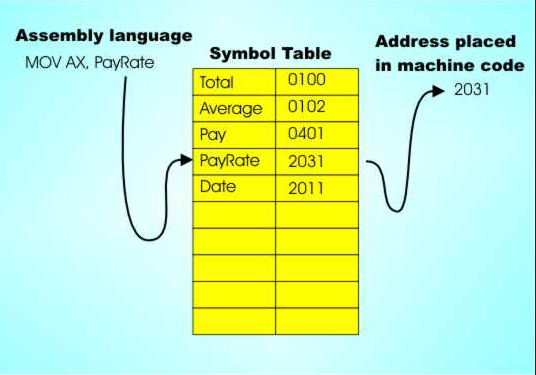 Assembly language
MOV AX, PayRate
Symbol Table
Total 0100
Average 0102
Pay 0401
PayRate 2031
Date 2011
Address placed
in machine code
2031